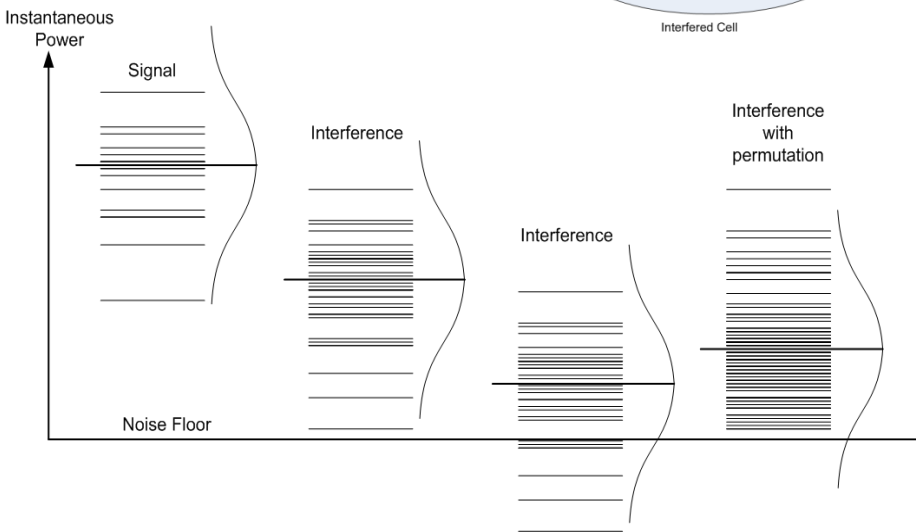 Interfered Cell
Instantaneous
Power
Signal
Interference
Interference
Interference
with
permutation
Noise Floor